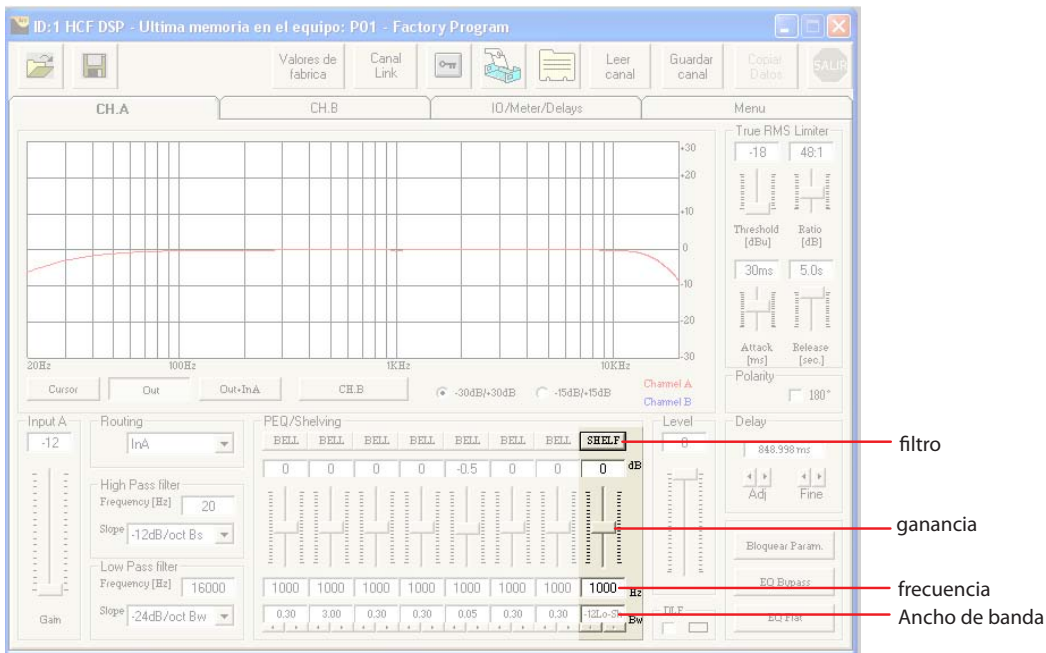 ID:1 HCF DSP - Ultima memoria en el equipo: P01 - Factory Program
Valores de fabrica
Canal Link
Leer canal
Guardar canal
Copiar Datos
SALIR
CH.A
CH.B
IO/Meter/Delays
Menu
+30
+20
+10
0
-10
-20
-30
20Hz
100Hz
1KHz
10KHz
Cursor
Out
Out+InA
CH.B
-30dB/+30dB
-15dB/+15dB
Channel A
Channel B
True RMS Limiter
-18
48:1
Threshold [dBu]
Ratio [dB]
30ms
5.0s
Attack [ms]
Release [sec.]
Polarity
180°
Input A
-12
Gain
Routing
InA
High Pass filter
Frequency [Hz] 20
Slope -12dB/oct Bs
Low Pass filter
Frequency [Hz] 16000
Slope -24dB/oct Bw
PEQ/Shelving
BELL BELL BELL BELL BELL BELL BELL SHELF
0 0 0 0 -0.5 0 0 0 dB
1000 1000 1000 1000 1000 1000 1000 1000 Hz
0.30 3.00 0.30 0.30 0.05 0.30 0.30 -12Lo-Sh Bw
Level
0
DLF
Delay
848.998 ms
Adj
Fine
Bloquear Param.
EQ Bypass
EQ Flat
filtro
ganancia
frecuencia
Ancho de banda